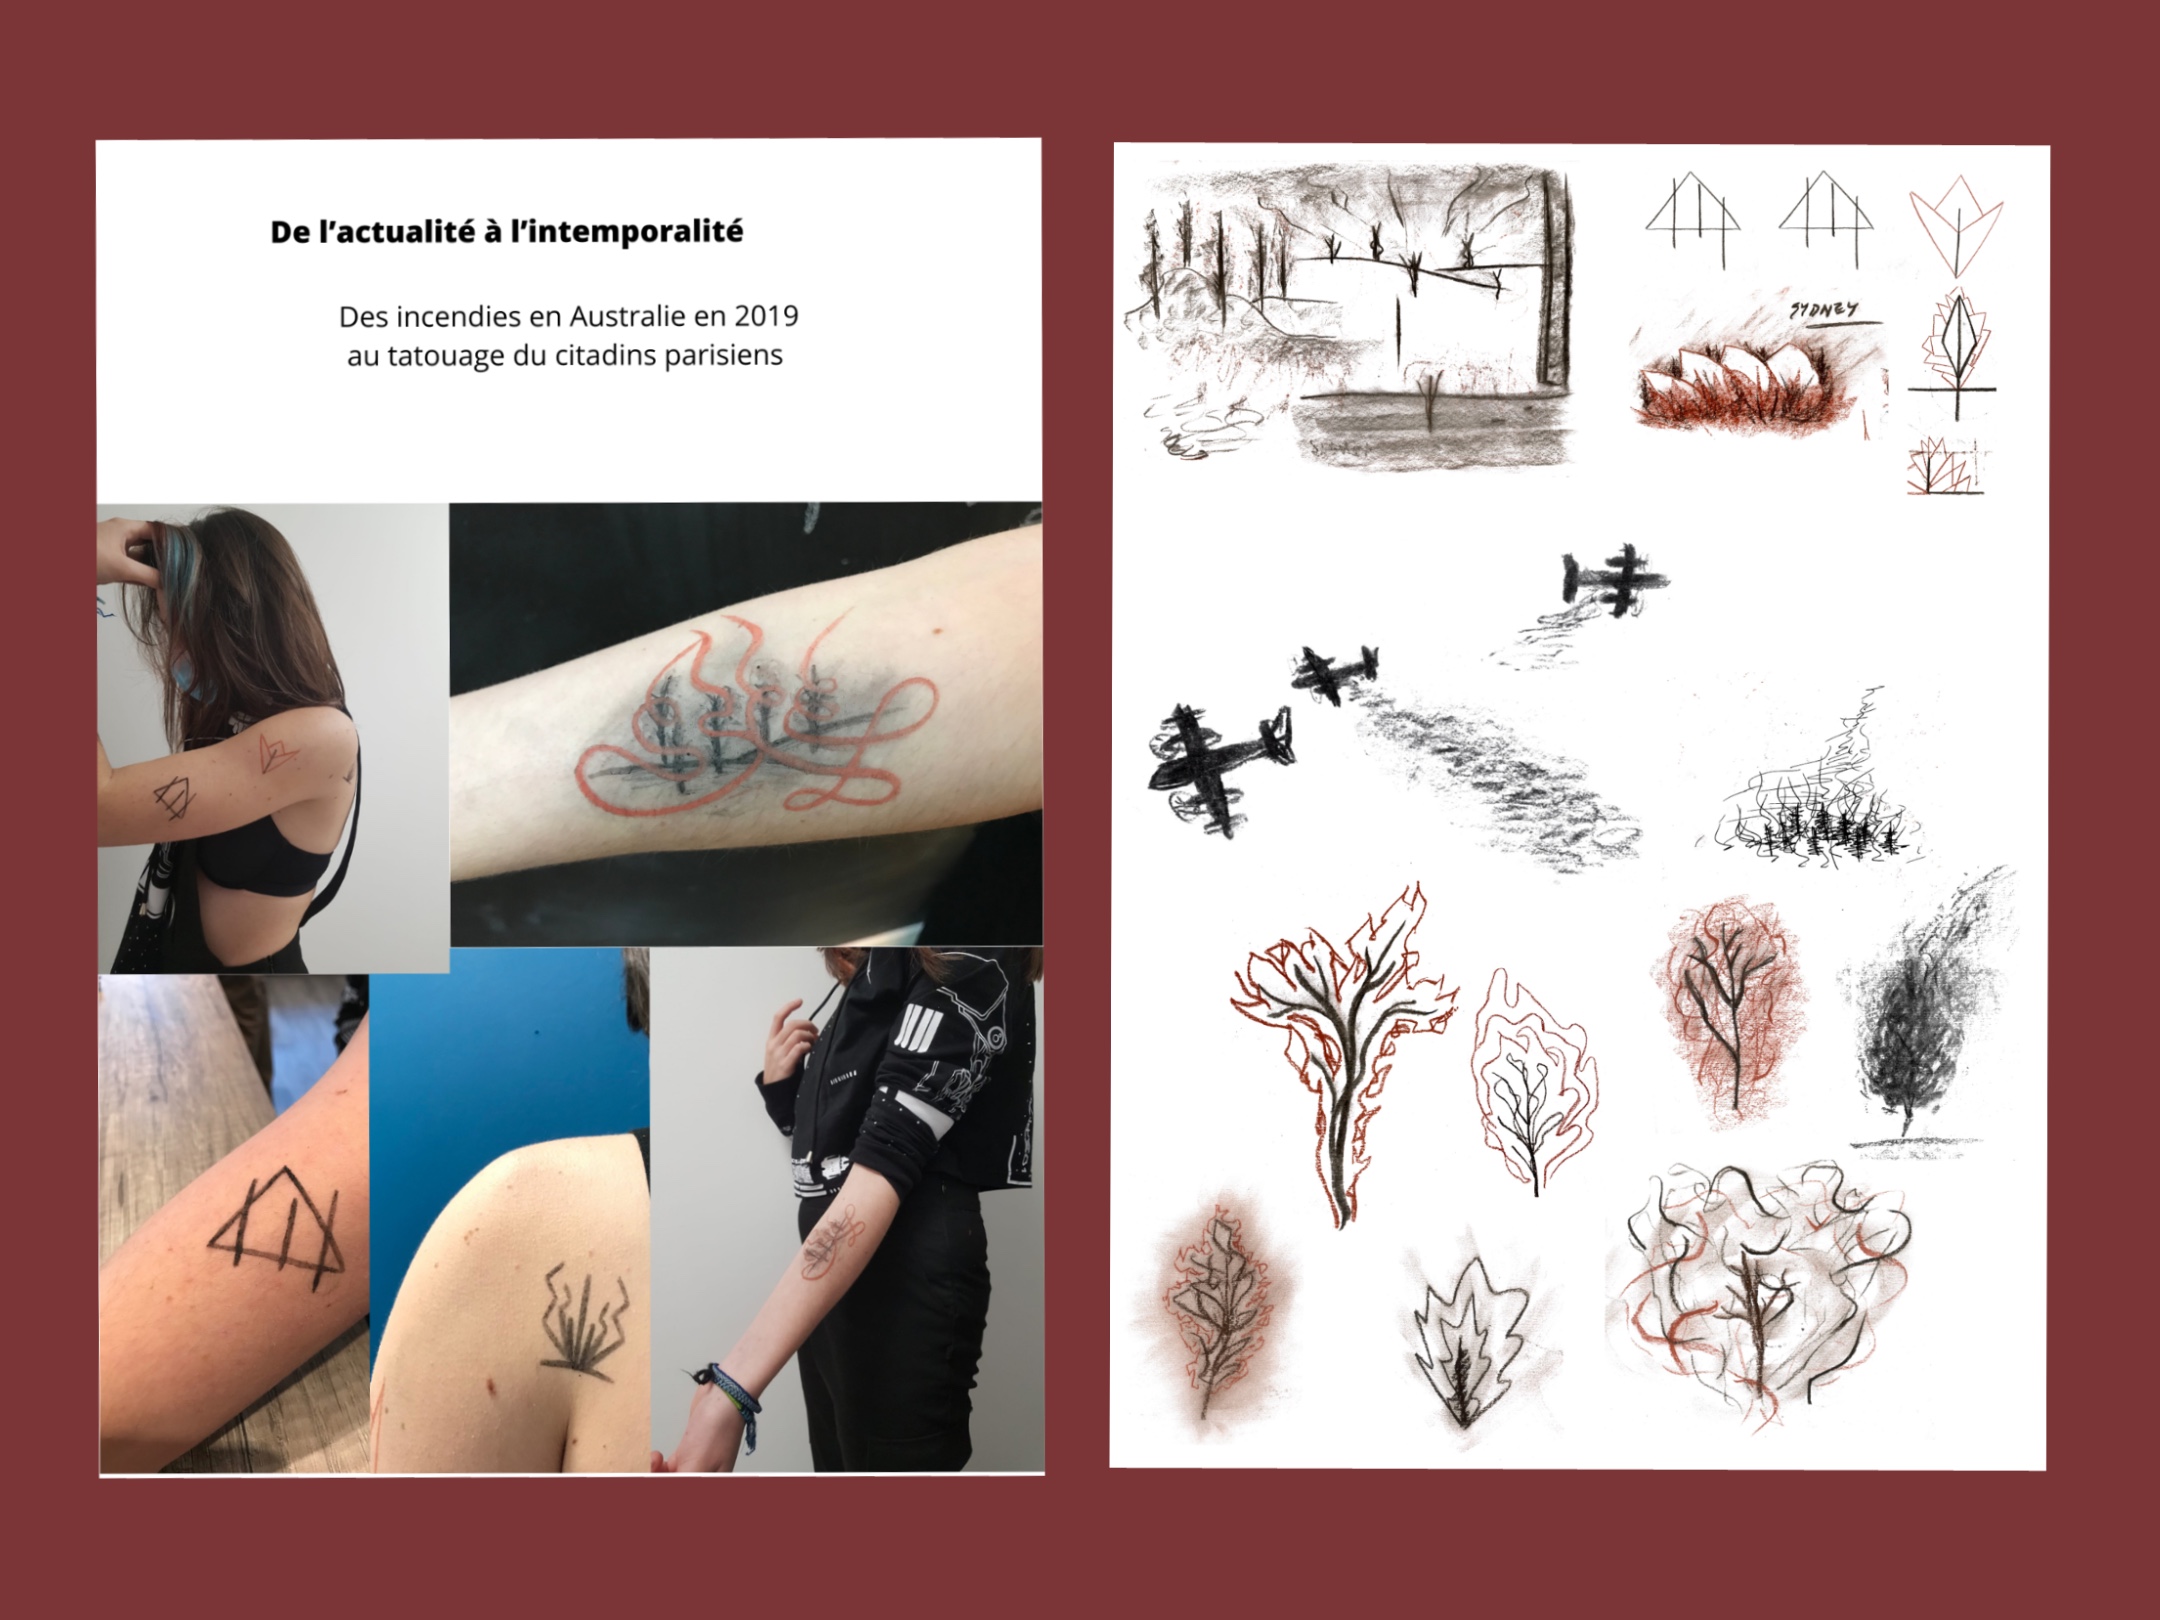 De l'actualité à l'intemporalité
Des incendies en Australie en 2019
au tatouage du citadins parisiens
SYDNEY